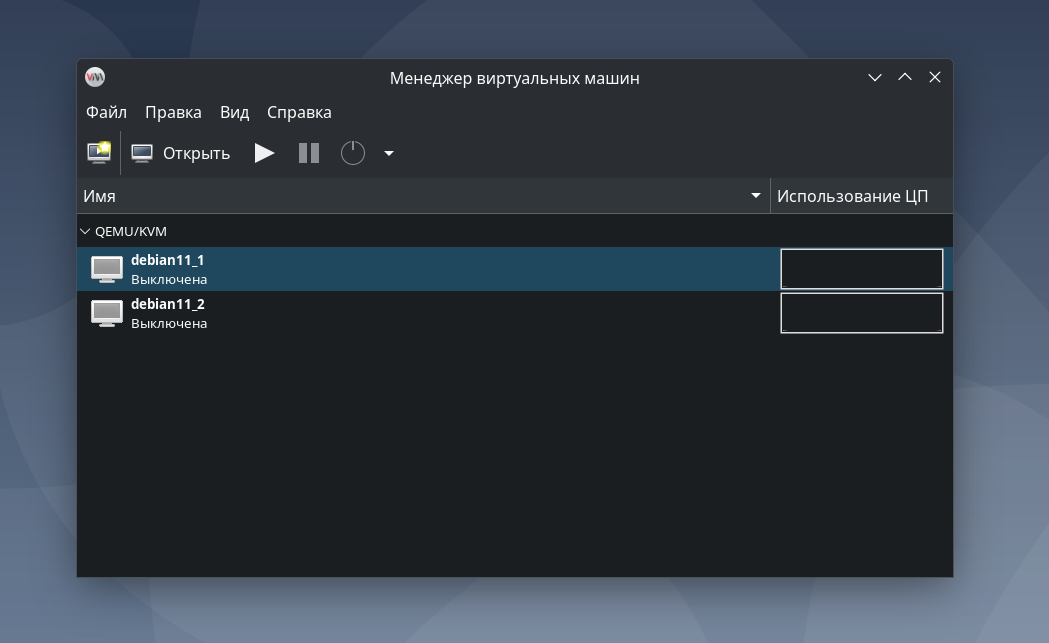 Менеджер виртуальных машин
Файл Правка Вид Справка
Открыть
Имя Использование ЦП
QEMU/KVM
debian11_1
Выключена
debian11_2
Выключена